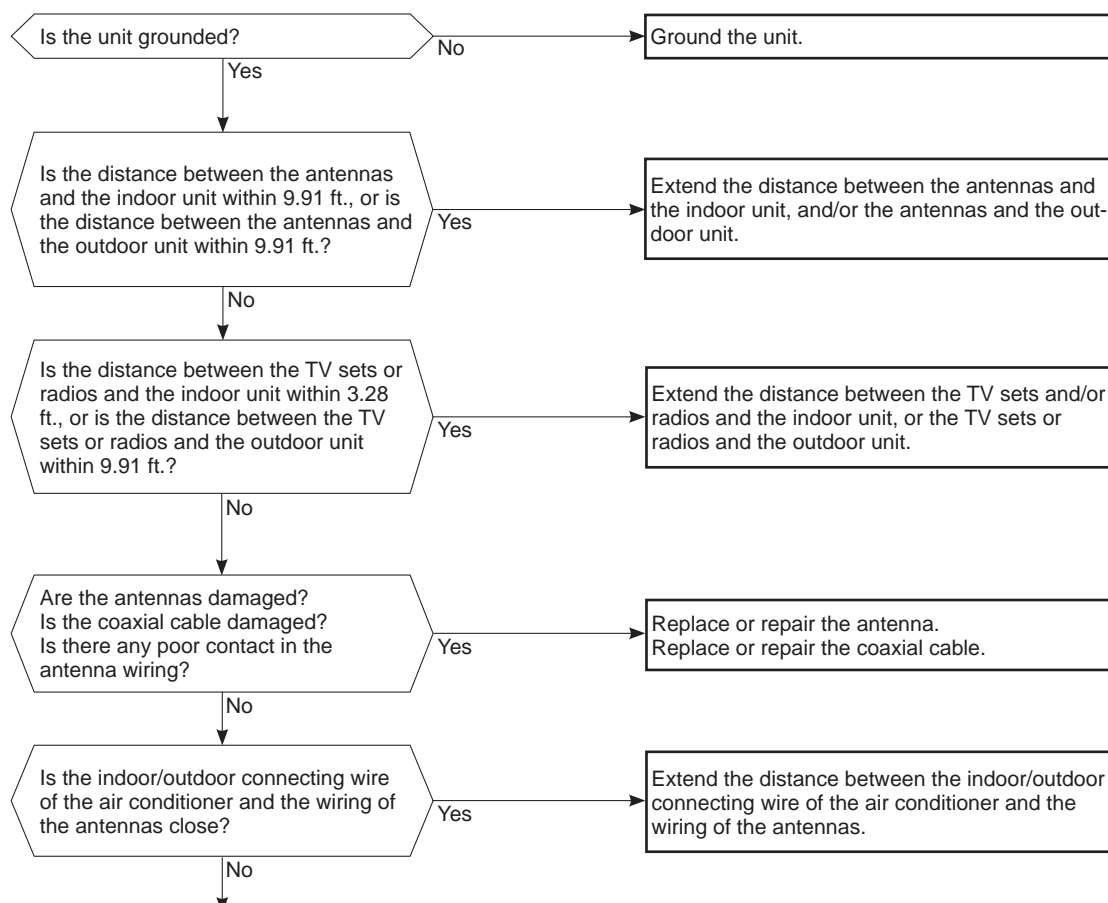 Is the unit grounded?
No
Ground the unit.
Yes
Is the distance between the antennas
and the indoor unit within 9.91 ft., or is
the distance between the antennas and
the outdoor unit within 9.91 ft.?
Yes
Extend the distance between the antennas and
the indoor unit, and/or the antennas and the out-
door unit.
No
Is the distance between the TV sets or
radios and the indoor unit within 3.28
ft., or is the distance between the TV
sets or radios and the outdoor unit
within 9.91 ft.?
Yes
Extend the distance between the TV sets and/or
radios and the indoor unit, or the TV sets or
radios and the outdoor unit.
No
Are the antennas damaged?
Is the coaxial cable damaged?
Is there any poor contact in the
antenna wiring?
Yes
Replace or repair the antenna.
Replace or repair the coaxial cable.
No
Is the indoor/outdoor connecting wire
of the air conditioner and the wiring of
the antennas close?
Yes
Extend the distance between the indoor/outdoor
connecting wire of the air conditioner and the
wiring of the antennas.
No